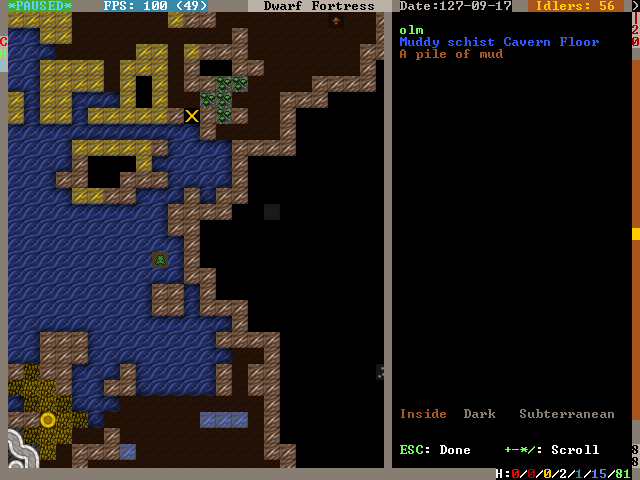 *PAUSED* FPS: 100 (49) Dwarf Fortress Date:127-09-17 Idlers: 56
olm
Muddy schist Cavern Floor
A pile of mud
Inside Dark Subterranean
ESC: Done +-*/: Scroll
H:0/0/0/2/1/15/81